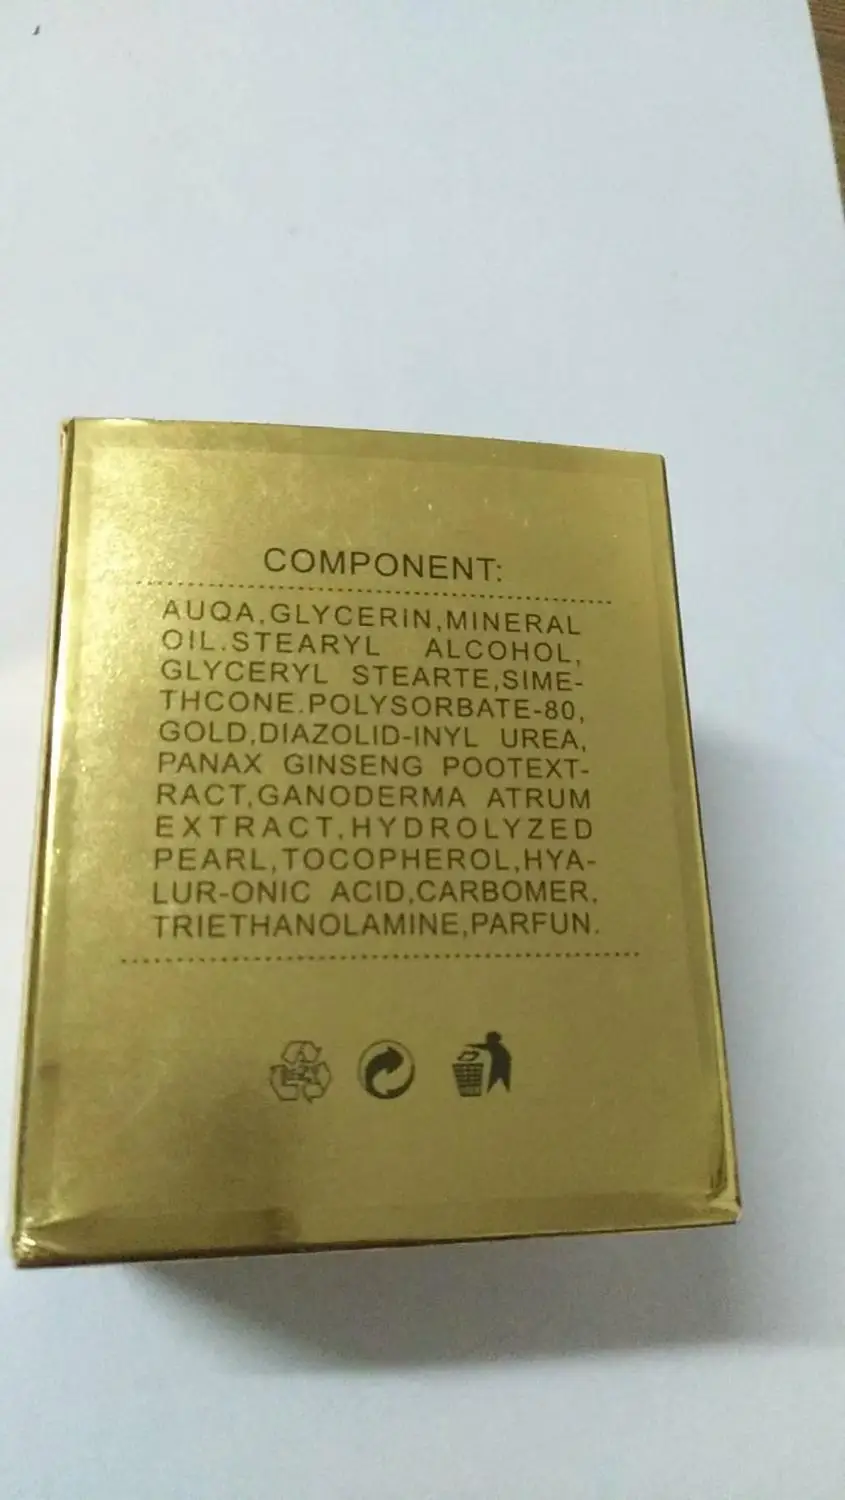 COMPONENT:
AUQA,GLYCERIN,MINERAL
OIL.STEARYL ALCOHOL,
GLYCERYL STEARTE,SIME-
THCONE.POLYSORBATE-80,
GOLD,DIAZOLID-INYL UREA,
PANAX GINSENG POOTEXT-
RACT,GANODERMA ATRUM
EXTRACT,HYDROLYZED
PEARL,TOCOPHEROL,HYA-
LUR-ONIC ACID,CARBOMER,
TRIETHANOLAMINE,PARFUN.